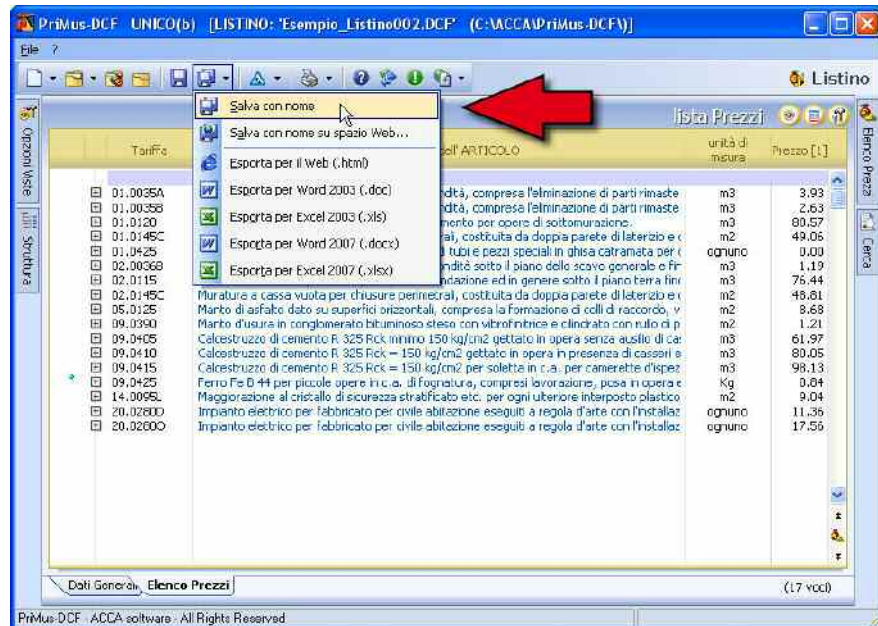 PriMus-DCF UNICO(b) [LISTINO: "Esempio_Listino002.DCF" (C:\ACCA\PriMus-DCF\)]
File ?
Listino
Salva con nome
Salva con nome su spazio Web...
Esporta per il Web (.html)
Esporta per Word 2003 (.doc)
Esporta per Excel 2003 (.xls)
Esporta per Word 2007 (.docx)
Esporta per Excel 2007 (.xlsx)
lista Prezzi
Opzioni Viste
Struttura
Elenco Prezzi
Cerca
Tariffa dell'ARTICOLO unità di misura Prezzo [1]
01.0035A ndità, compresa l'eliminazione di parti rimaste m3 3.93
01.0035B ndità, compresa l'eliminazione di parti rimaste m3 2.63
01.0120 mento per opere di sottomurazione. m3 80.57
01.0145C rali, costituita da doppia parete di laterizio e c m2 49.06
01.0425 i tubi e pezzi speciali in ghisa catramata per ognuno 0.00
02.0036B ndità sotto il piano dello scavo generale e fir m3 1.19
02.0115 ndazione ed in genere sotto il piano terra fino m3 76.44
02.0145C Muratura a cassa vuota per chiusure perimetrali, costituita da doppia parete di laterizio e c m2 48.81
05.0125 Manto di asfalto dato su superfici orizzontali, compresa la formazione di colli di raccordo, v m2 8.68
09.0390 Manto d'usura in conglomerato bituminoso steso con vibrofinitrice e cilindrato con rullo di p m2 1.21
09.0405 Calcestruzzo di cemento R 325 Rck minimo 150 kg/cm2 gettato in opera senza ausilio di cas m3 61.97
09.0410 Calcestruzzo di cemento R 325 Rck = 150 kg/cm2 gettato in opera in presenza di casseri e m3 80.05
09.0415 Calcestruzzo di cemento R 325 Rck = 150 kg/cm2 per soletta in c.a. per camerette d'ispez m3 98.13
09.0425 Ferro Fe B 44 per piccole opere in c.a. di fognatura, compresi lavorazione, posa in opera e Kg 0.84
14.0095L Maggiorazione al cristallo di sicurezza stratificato etc. per ogni ulteriore interposto plastico m2 9.04
20.0280D Impianto elettrico per fabbricato per civile abitazione eseguiti a regola d'arte con l'installaz ognuno 11.36
20.0280O Impianto elettrico per fabbricato per civile abitazione eseguiti a regola d'arte con l'installaz ognuno 17.56
Dati Generali Elenco Prezzi (17 voci)
PriMus-DCF - ACCA software - All Rights Reserved